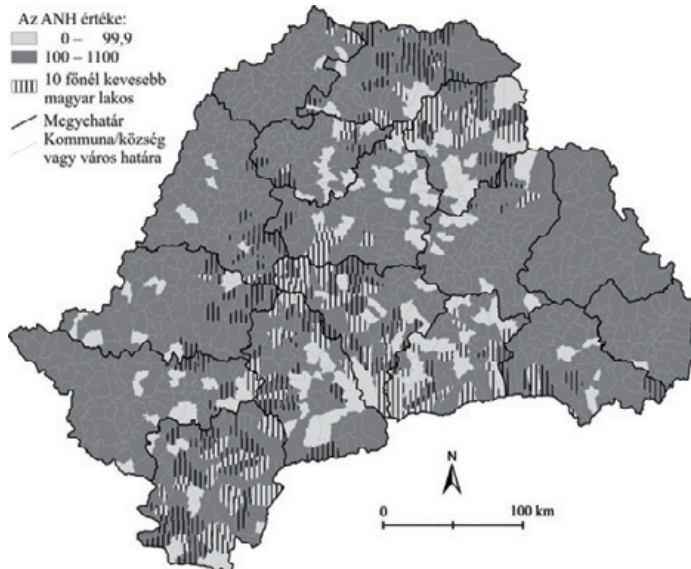 Az ANH értéke:
0 – 99,9
100 – 1100
10 főnél kevesebb
magyar lakos
Megyehatár
Kommuna/község
vagy város határa
N
0 100 km